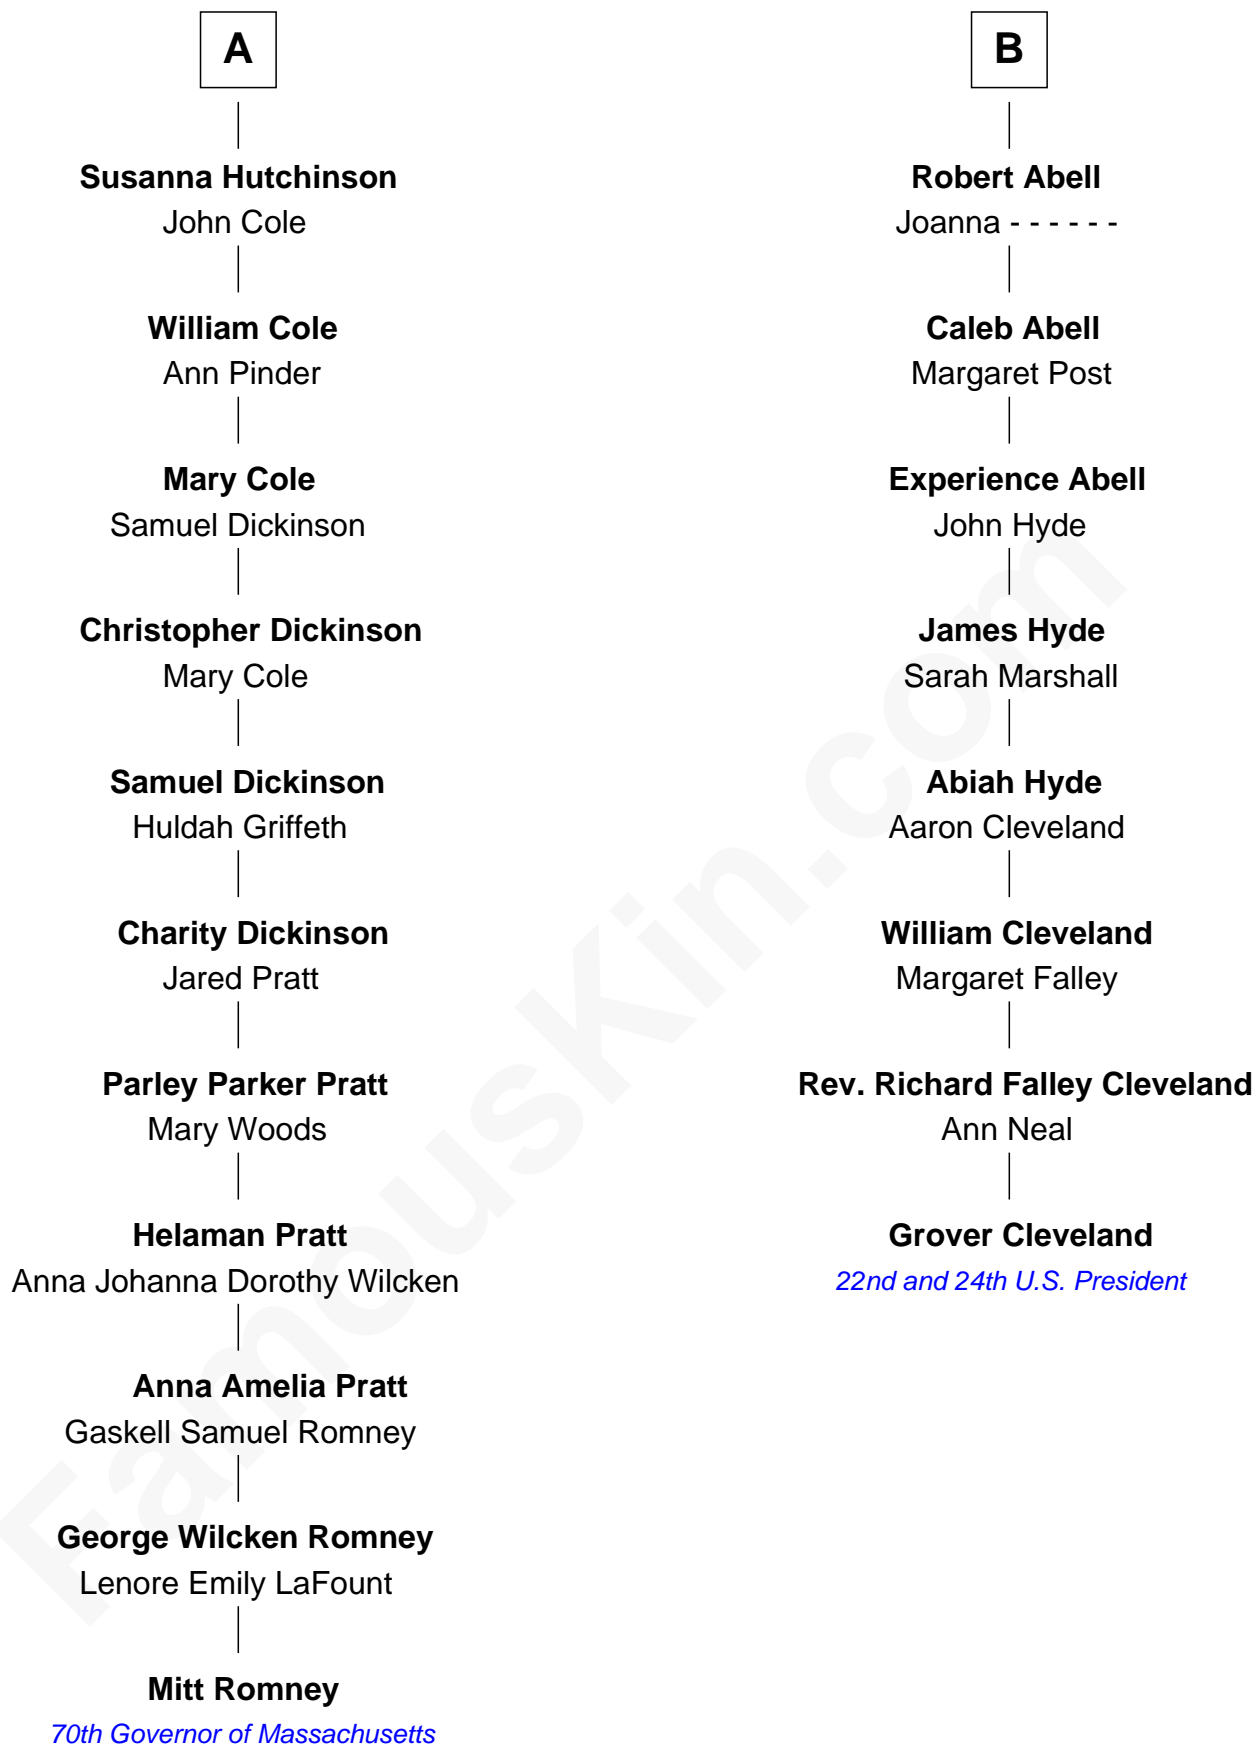 A
Susanna Hutchinson
John Cole
William Cole
Ann Pinder
Mary Cole
Samuel Dickinson
Christopher Dickinson
Mary Cole
Samuel Dickinson
Huldah Griffeth
Charity Dickinson
Jared Pratt
Parley Parker Pratt
Mary Woods
Helaman Pratt
Anna Johanna Dorothy Wilcken
Anna Amelia Pratt
Gaskell Samuel Romney
George Wilcken Romney
Lenore Emily LaFount
Mitt Romney
70th Governor of Massachusetts
B
Robert Abell
Joanna - - - - - -
Caleb Abell
Margaret Post
Experience Abell
John Hyde
James Hyde
Sarah Marshall
Abiah Hyde
Aaron Cleveland
William Cleveland
Margaret Falley
Rev. Richard Falley Cleveland
Ann Neal
Grover Cleveland
22nd and 24th U.S. President
FamousKin.com